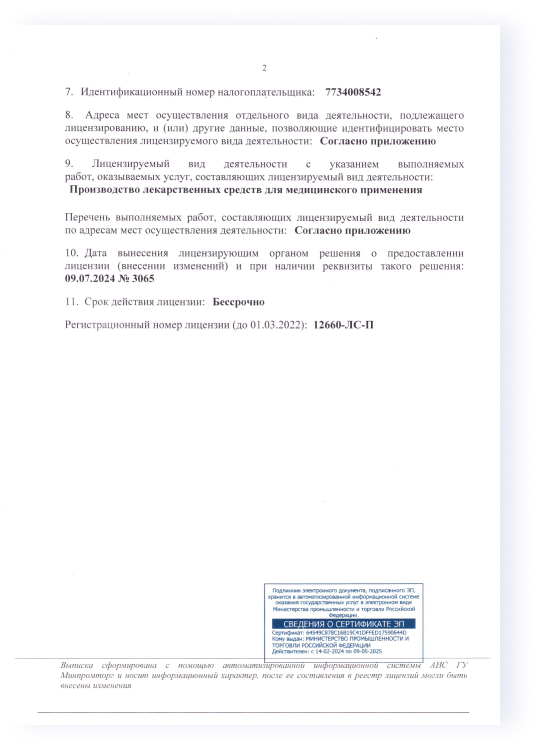 2
7. Идентификационный номер налогоплательщика: 7734008542
8. Адреса мест осуществления отдельного вида деятельности, подлежащего
лицензированию, и (или) другие данные, позволяющие идентифицировать место
осуществления лицензируемого вида деятельности: Согласно приложению
9. Лицензируемый вид деятельности с указанием выполняемых
работ, оказываемых услуг, составляющих лицензируемый вид деятельности:
Производство лекарственных средств для медицинского применения
Перечень выполняемых работ, составляющих лицензируемый вид деятельности
по адресам мест осуществления деятельности: Согласно приложению
10. Дата вынесения лицензирующим органом решения о предоставлении
лицензии (внесении изменений) и при наличии реквизиты такого решения:
09.07.2024 № 3065
11. Срок действия лицензии: Бессрочно
Регистрационный номер лицензии (до 01.03.2022): 12660-ЛС-П
Подлинник электронного документа, подписанного ЭП,
хранится в автоматизированной информационной системе
оказания государственных услуг в электронном виде
Министерства промышленности и торговли Российской
Федерации.
СВЕДЕНИЯ О СЕРТИФИКАТЕ ЭП
Сертификат: 64549C878C16B19C41DFFED17590644D
Кому выдан: МИНИСТЕРСТВО ПРОМЫШЛЕННОСТИ И
ТОРГОВЛИ РОССИЙСКОЙ ФЕДЕРАЦИИ
Действителен: с 14-02-2024 по 09-05-2025
Выписка сформирована с помощью автоматизированной информационной системы АИС ГУ
Минпромторг и носит информационный характер, после ее составления в реестр лицензий могли быть
внесены изменения